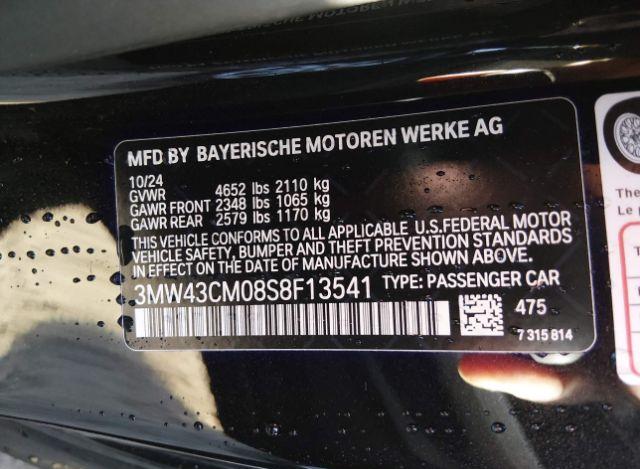 MFD BY BAYERISCHE MOTOREN WERKE AG
10/24
GVWR 4652 lbs 2110 kg
GAWR FRONT 2348 lbs 1065 kg
GAWR REAR 2579 lbs 1170 kg
THIS VEHICLE CONFORMS TO ALL APPLICABLE U.S.FEDERAL MOTOR
VEHICLE SAFETY, BUMPER AND THEFT PREVENTION STANDARDS
IN EFFECT ON THE DATE OF MANUFACTURE SHOWN ABOVE.
3MW43CM08S8F13541 TYPE: PASSENGER CAR
475
7 315 814
The
Le